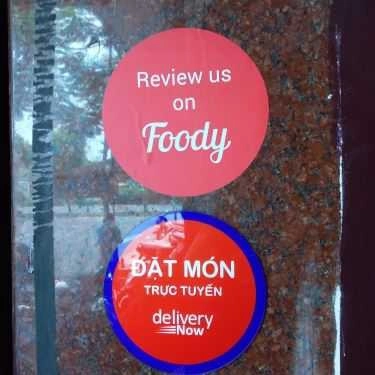 Review us
on
Foody
ĐẶT MÓN
TRỰC TUYẾN
delivery
Now